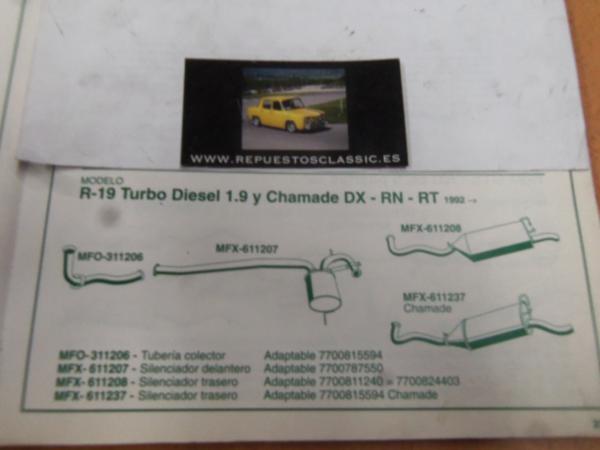 WWW.REPUESTOSCLASSIC.ES
MODELO
R-19 Turbo Diesel 1.9 y Chamade DX - RN - RT 1992 →
MFO-311206
MFX-611207
MFX-611208
MFX-611237
Chamade
MFO-311206 - Tubería colector Adaptable 7700815594
MFX-611207 - Silenciador delantero Adaptable 7700787550
MFX-611208 - Silenciador trasero Adaptable 7700811240 = 7700824403
MFX-611237 - Silenciador trasero Adaptable 7700815594 Chamade